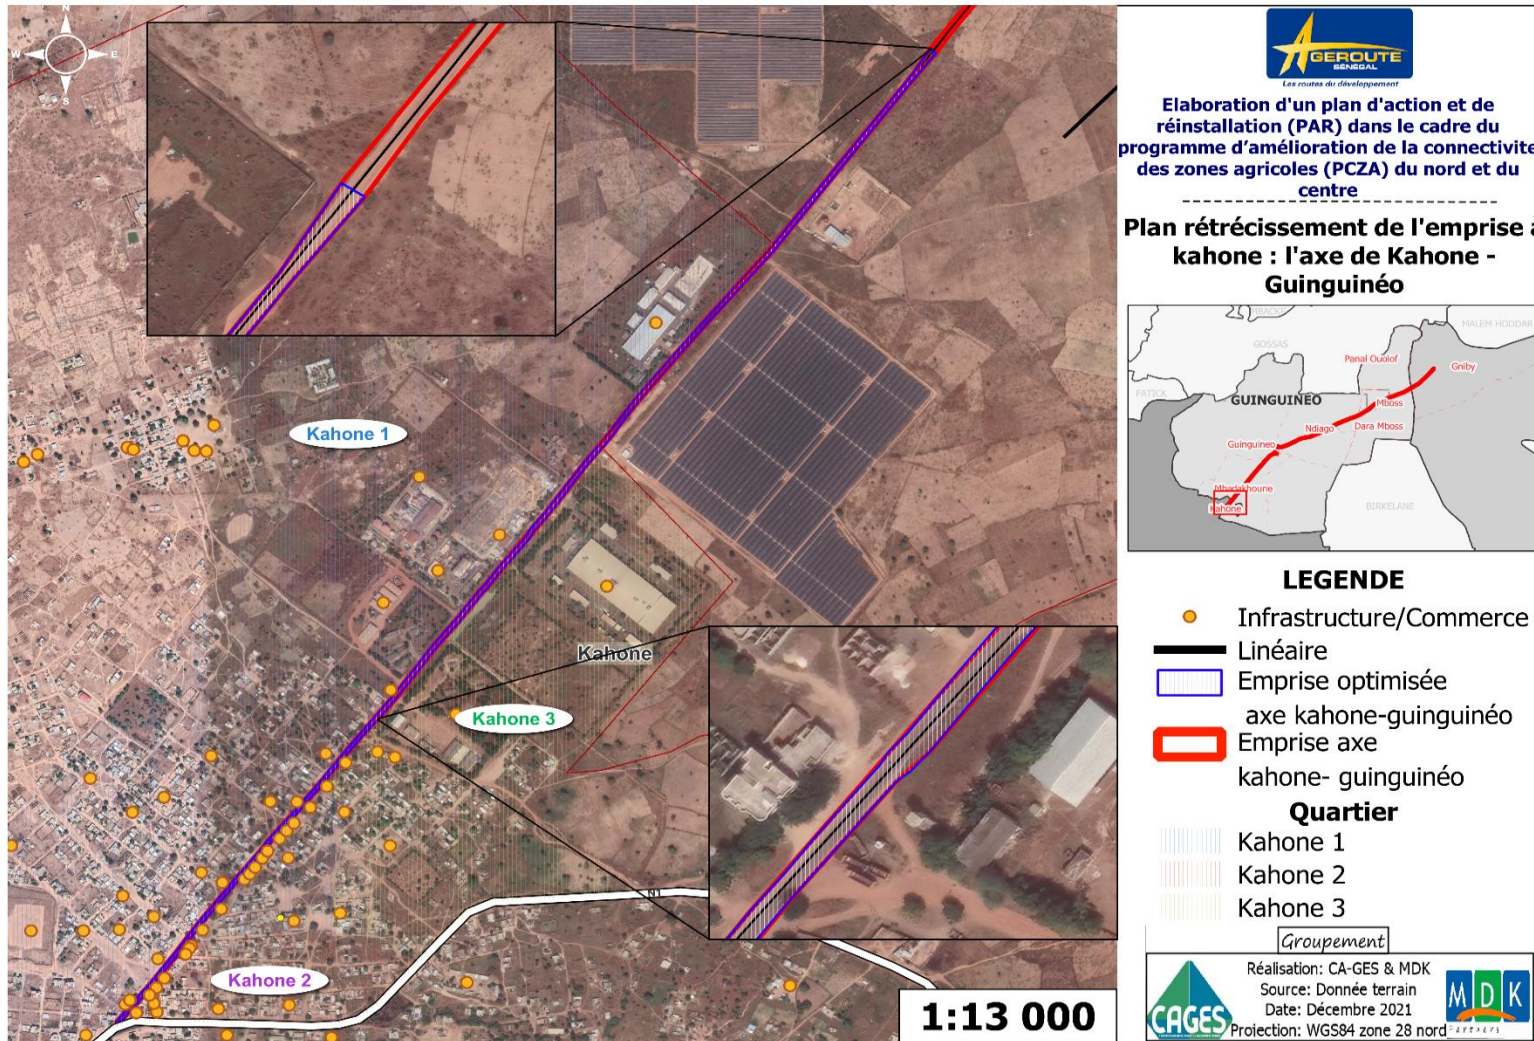 N
W
E
S
Kahone 1
Kahone
Kahone 3
Kahone 2
N1
1:13 000
AGEROUTE
SÉNÉGAL
Les routes du développement
Elaboration d'un plan d'action et de
réinstallation (PAR) dans le cadre du
programme d'amélioration de la connectivite
des zones agricoles (PCZA) du nord et du
centre
Plan rétrécissement de l'emprise à
kahone : l'axe de Kahone -
Guinguinéo
MBACKE
MALEM HODDAR
GOSSAS
Panal Ouolof
Gniby
FATICK
GUINGUINEO
Mboss
Ndiago
Dara Mboss
Guinguineo
Mbadakhoune
Kahone
BIRKELANE
LEGENDE
Infrastructure/Commerce
Linéaire
Emprise optimisée
axe kahone-guinguinéo
Emprise axe
kahone- guinguinéo
Quartier
Kahone 1
Kahone 2
Kahone 3
Groupement
Réalisation: CA-GES & MDK
Source: Donnée terrain
Date: Décembre 2021
Projection: WGS84 zone 28 nord
CAGES
MDK
Partners